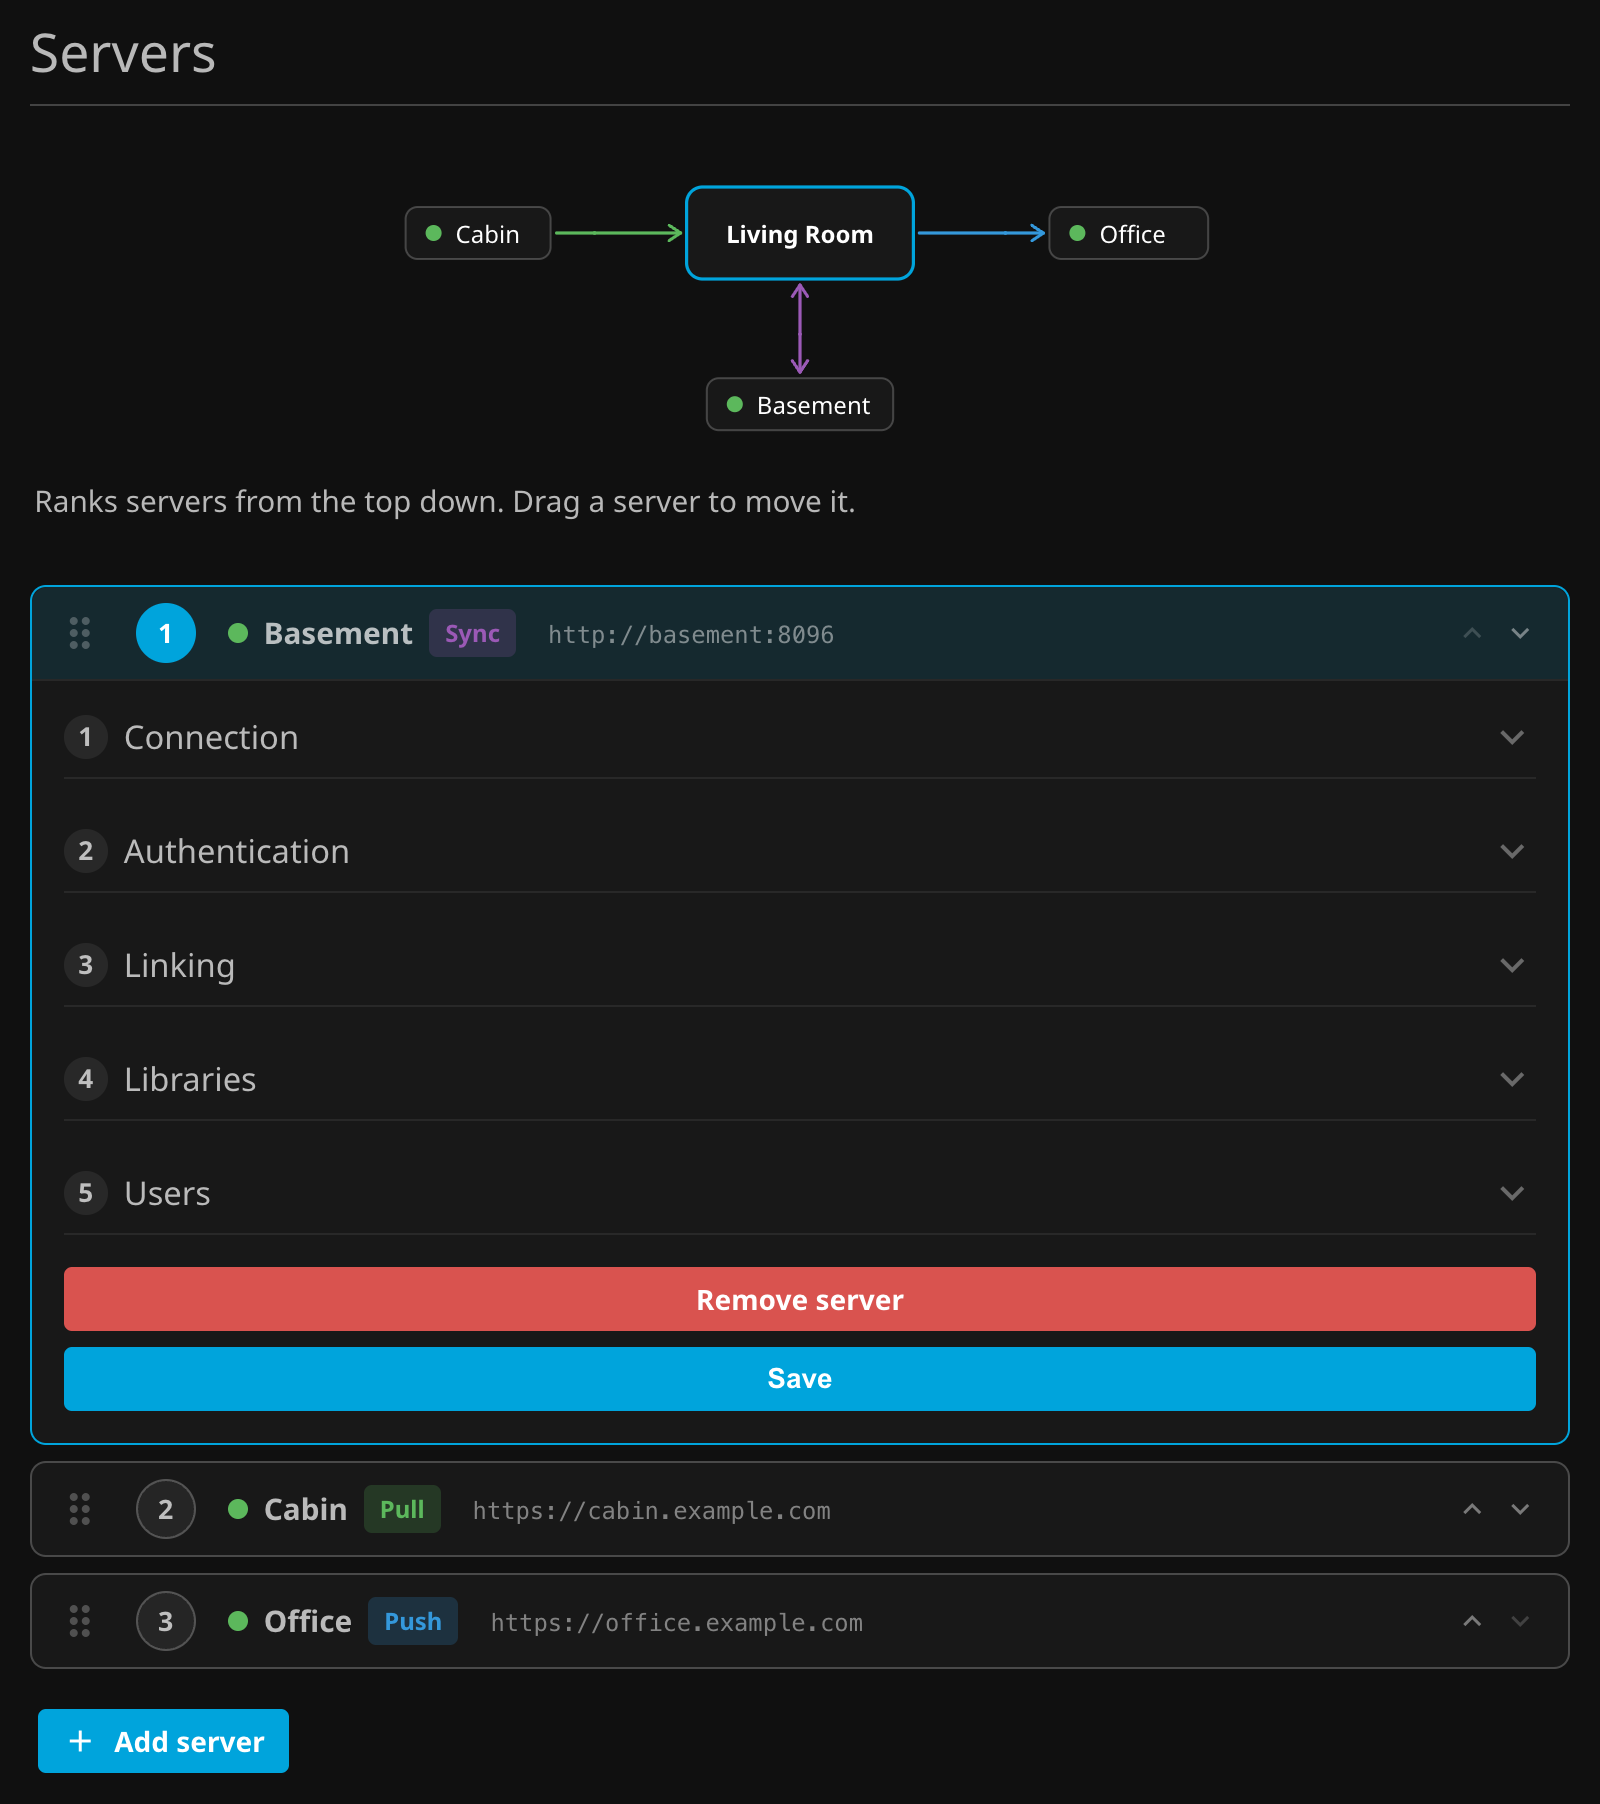 Servers
Cabin
Living Room
Office
Basement
Ranks servers from the top down. Drag a server to move it.
1 Basement Sync http://basement:8096
1 Connection
2 Authentication
3 Linking
4 Libraries
5 Users
Remove server
Save
2 Cabin Pull https://cabin.example.com
3 Office Push https://office.example.com
+ Add server